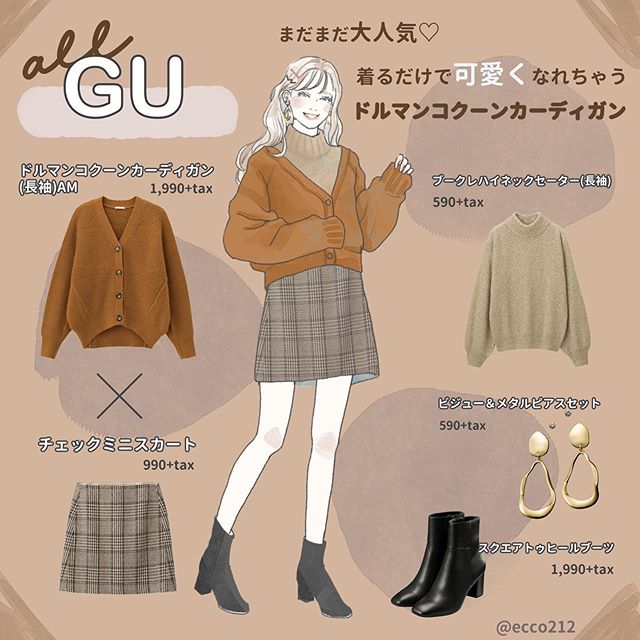 all
GU
まだまだ大人気♡
着るだけで可愛くなれちゃう
ドルマンコクーンカーディガン
ドルマンコクーンカーディガン
(長袖)AM
1,990+tax
ブークレハイネックセーター(長袖)
590+tax
チェックミニスカート
990+tax
ビジュー&メタルピアスセット
590+tax
スクエアトゥヒールブーツ
1,990+tax
@ecco212